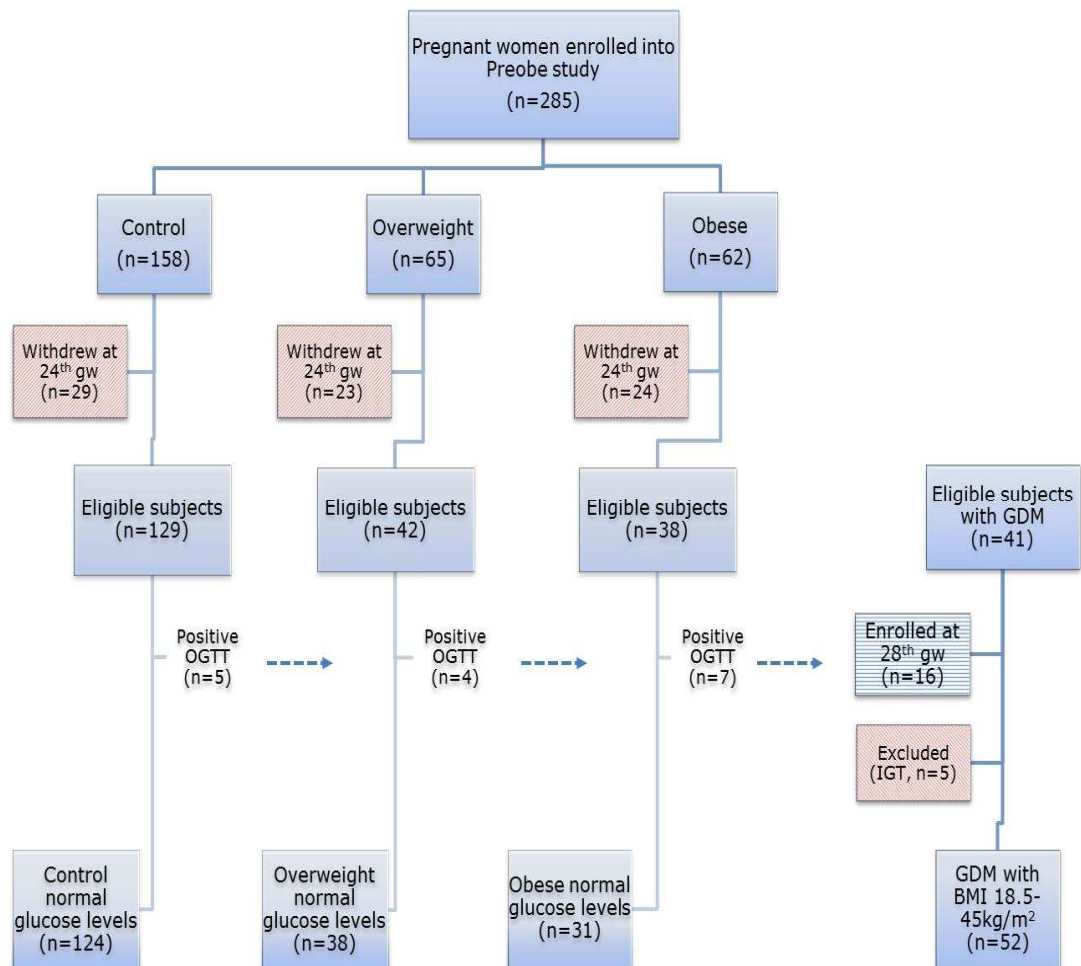 Pregnant women enrolled into
Preobe study
(n=285)
Control
(n=158)
Overweight
(n=65)
Obese
(n=62)
Withdrew at
24th gw
(n=29)
Withdrew at
24th gw
(n=23)
Withdrew at
24th gw
(n=24)
Eligible subjects
(n=129)
Eligible subjects
(n=42)
Eligible subjects
(n=38)
Eligible subjects
with GDM
(n=41)
Positive
OGTT
(n=5)
Positive
OGTT
(n=4)
Positive
OGTT
(n=7)
Enrolled at
28th gw
(n=16)
Excluded
(IGT, n=5)
Control
normal
glucose levels
(n=124)
Overweight
normal
glucose levels
(n=38)
Obese normal
glucose levels
(n=31)
GDM with
BMI 18.5-
45kg/m²
(n=52)